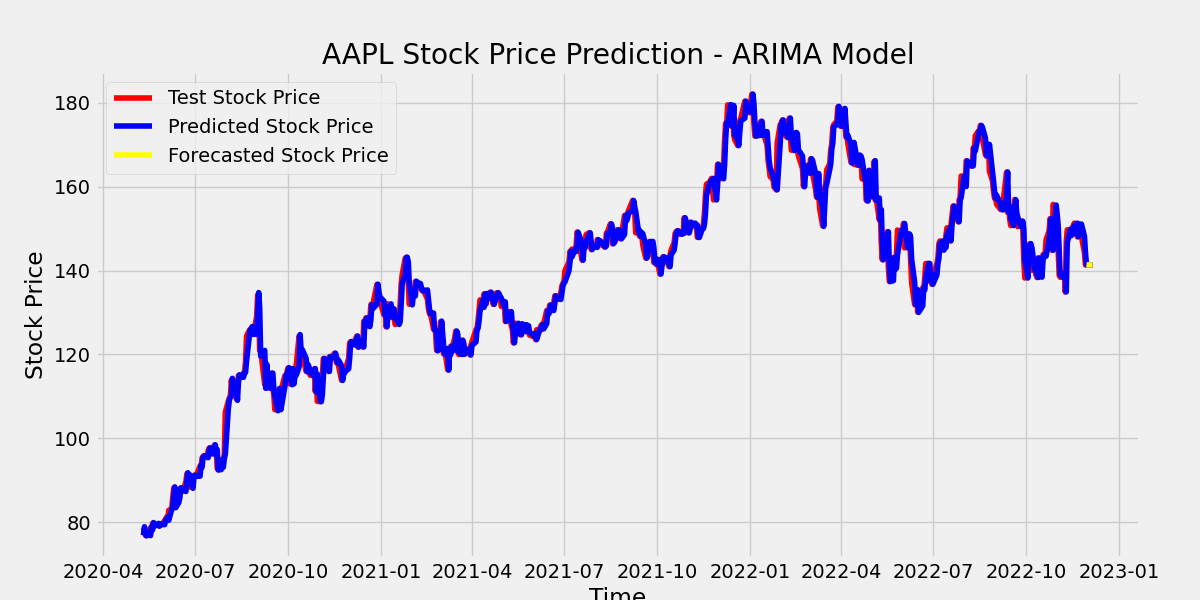 AAPL Stock Price Prediction - ARIMA Model
Test Stock Price
Predicted Stock Price
Forecasted Stock Price
Stock Price
180
160
140
120
100
80
2020-04 2020-07 2020-10 2021-01 2021-04 2021-07 2021-10 2022-01 2022-04 2022-07 2022-10 2023-01
Time